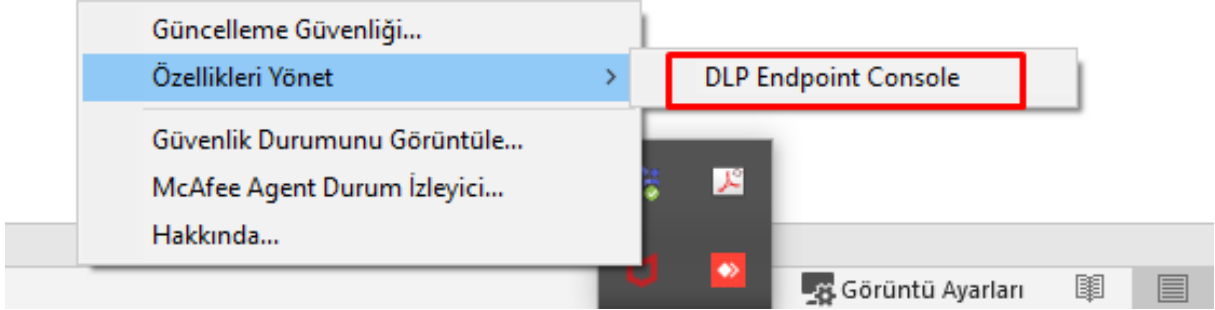 Güncelleme Güvenliği...
Özellikleri Yönet
DLP Endpoint Console
Güvenlik Durumunu Görüntüle...
McAfee Agent Durum İzleyici...
Hakkında...
Görüntü Ayarları